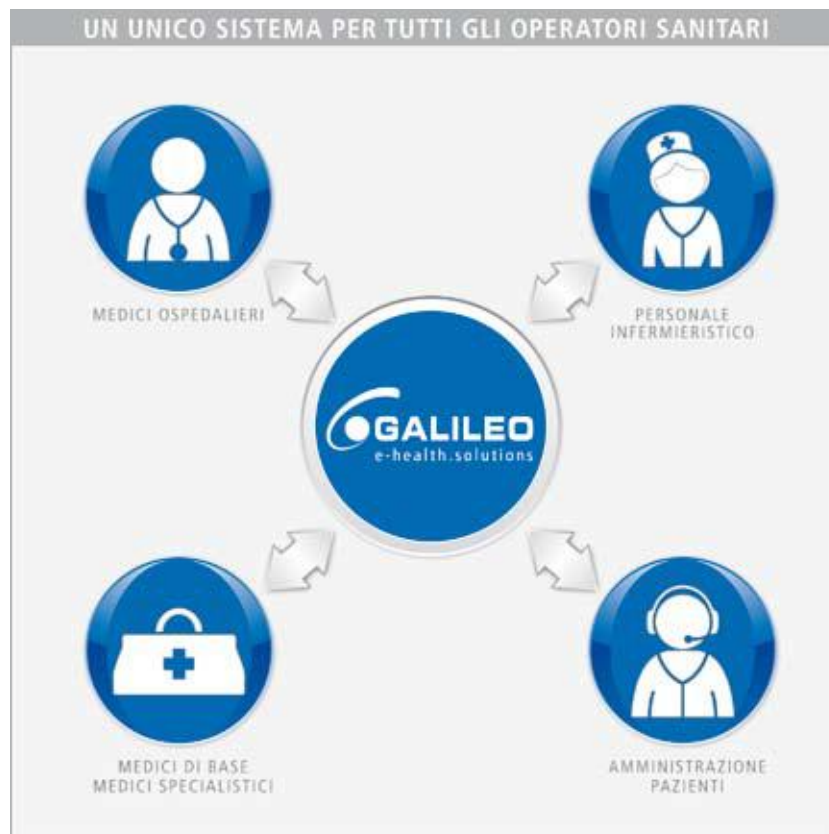 UN UNICO SISTEMA PER TUTTI GLI OPERATORI SANITARI
MEDICI OSPEDALIERI
PERSONALE
INFERMIERISTICO
GALILEO
e-health.solutions
MEDICI DI BASE
MEDICI SPECIALISTICI
AMMINISTRAZIONE
PAZIENTI